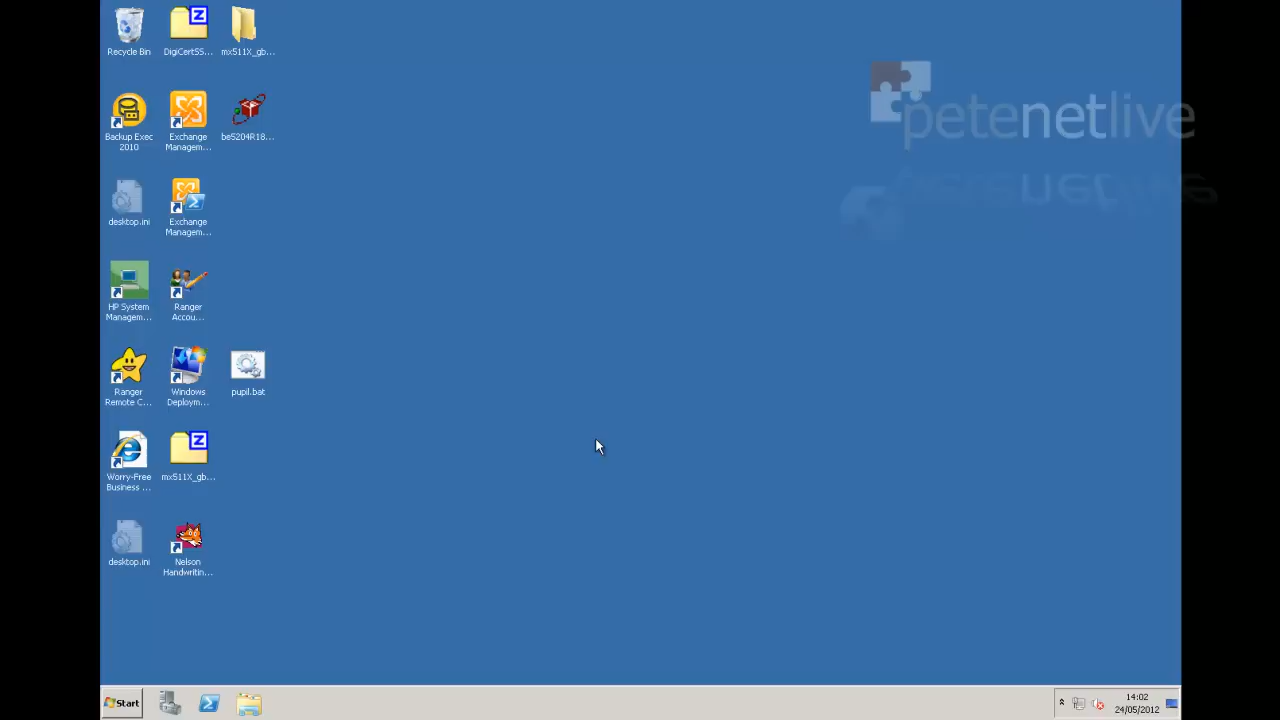 Recycle Bin
DigiCertSS...
mx511X_gb...
petenetlive
Backup Exec
2010
Exchange
Managem...
be5204R18...
desktop.ini
Exchange
Managem...
HP System
Managem...
Ranger
Accou...
Ranger
Remote C...
Windows
Deploym...
pupil.bat
Worry-Free
Business ...
mx511X_gb...
desktop.ini
Nelson
Handwritin...
Start
14:02
24/05/2012